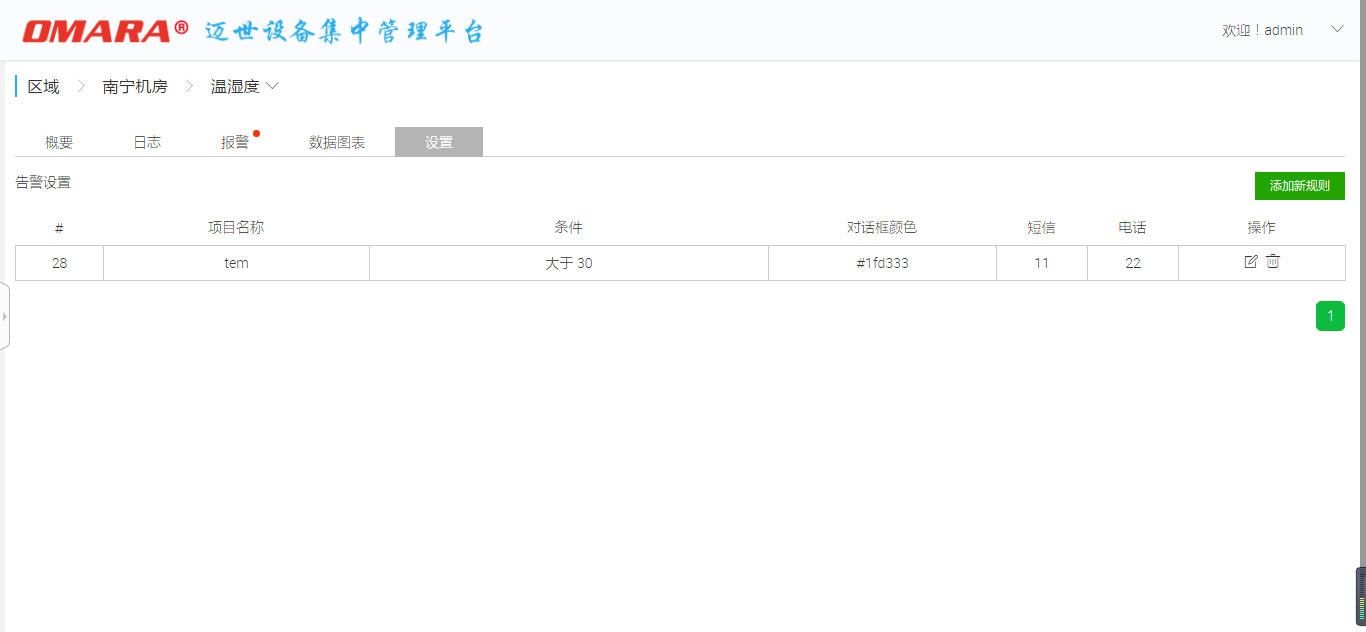 OMARA® 迈世设备集中管理平台
欢迎！admin
区域 南宁机房 温湿度
概要 日志 报警 数据图表 设置
告警设置
添加新规则
# 项目名称 条件 对话框颜色 短信 电话 操作
28 tem 大于 30 #1fd333 11 22
1